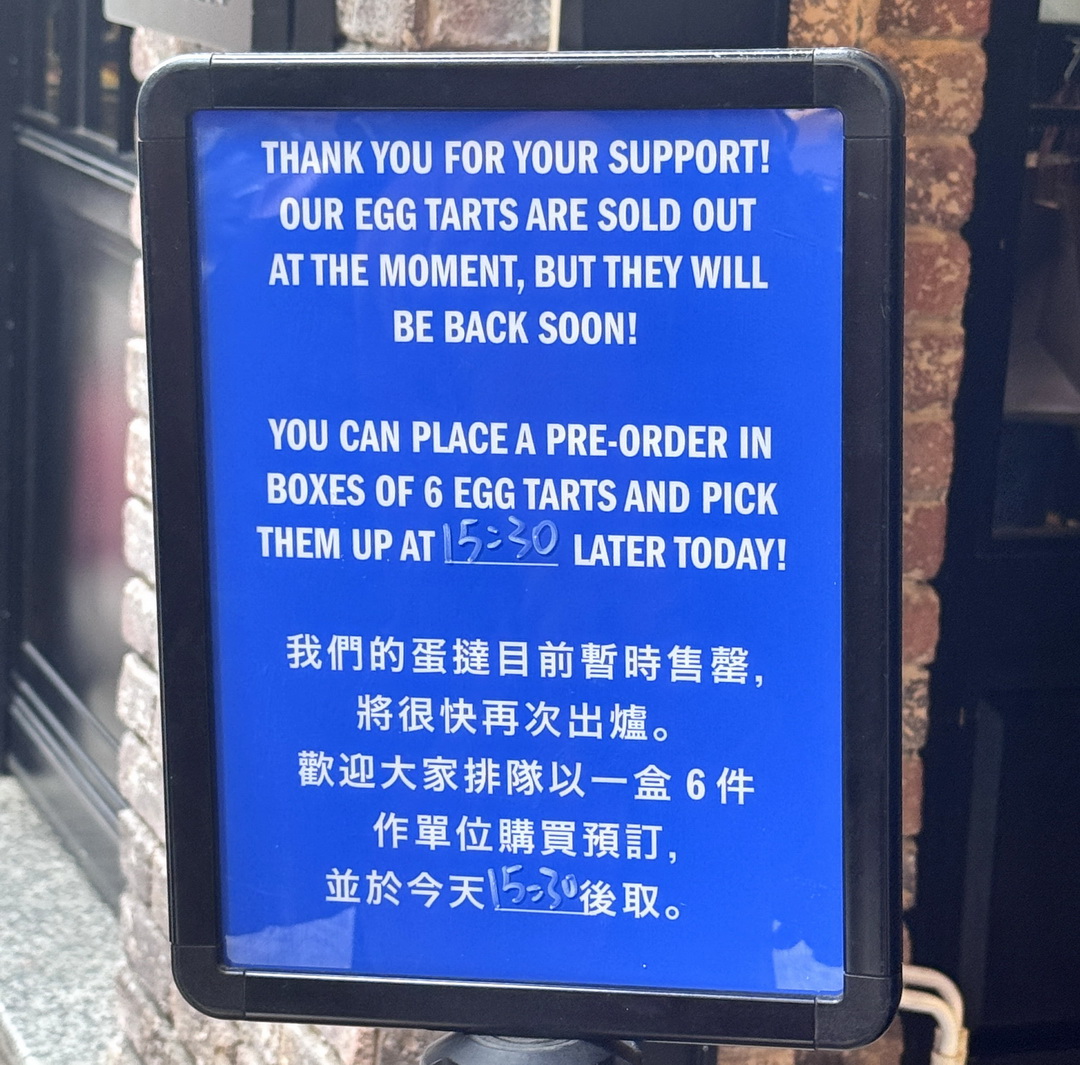 THANK YOU FOR YOUR SUPPORT!
OUR EGG TARTS ARE SOLD OUT
AT THE MOMENT, BUT THEY WILL
BE BACK SOON!
YOU CAN PLACE A PRE-ORDER IN
BOXES OF 6 EGG TARTS AND PICK
THEM UP AT 15:30 LATER TODAY!
我們的蛋撻目前暫時售罄,
將很快再次出爐。
歡迎大家排隊以一盒 6 件
作單位購買預訂,
並於今天15:30後取。